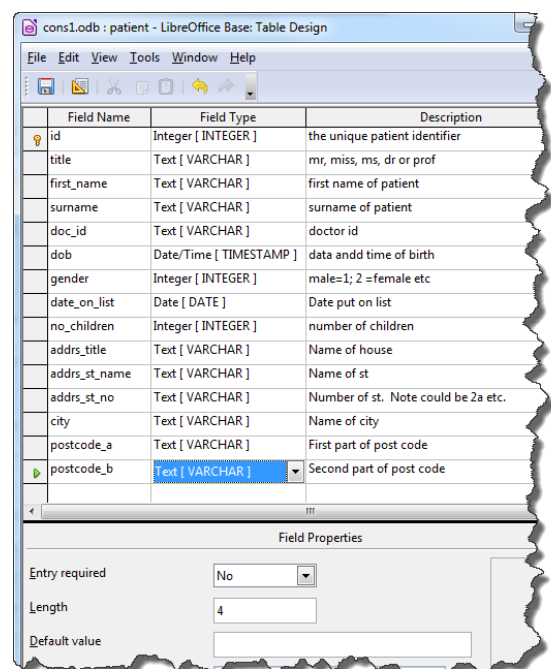 cons1.odb : patient - LibreOffice Base: Table Design
File Edit View Tools Window Help
Field Name Field Type Description
id Integer [ INTEGER ] the unique patient identifier
title Text [ VARCHAR ] mr, miss, ms, dr or prof
first_name Text [ VARCHAR ] first name of patient
surname Text [ VARCHAR ] surname of patient
doc_id Text [ VARCHAR ] doctor id
dob Date/Time [ TIMESTAMP ] data andd time of birth
gender Integer [ INTEGER ] male=1; 2 =female etc
date_on_list Date [ DATE ] Date put on list
no_children Integer [ INTEGER ] number of children
addrs_title Text [ VARCHAR ] Name of house
addrs_st_name Text [ VARCHAR ] Name of st
addrs_st_no Text [ VARCHAR ] Number of st. Note could be 2a etc.
city Text [ VARCHAR ] Name of city
postcode_a Text [ VARCHAR ] First part of post code
postcode_b Text [ VARCHAR ] Second part of post code
Field Properties
Entry required No
Length 4
Default value